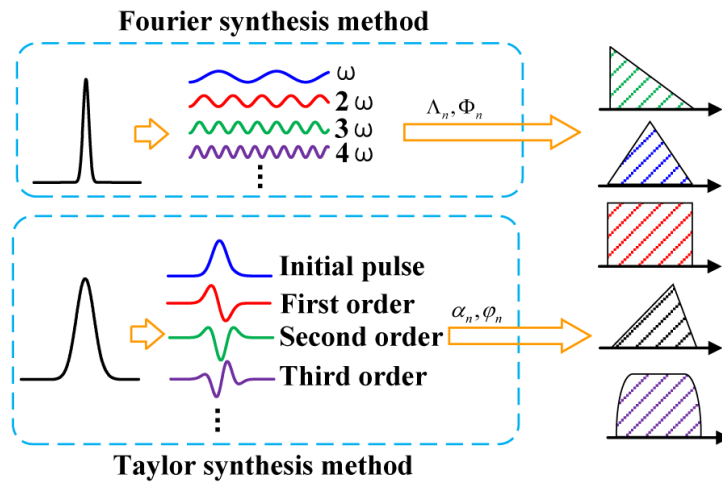 Fourier synthesis method
ω
2 ω
3 ω
4 ω
Λn,Φn
Initial pulse
First order
Second order
Third order
αn,φn
Taylor synthesis method